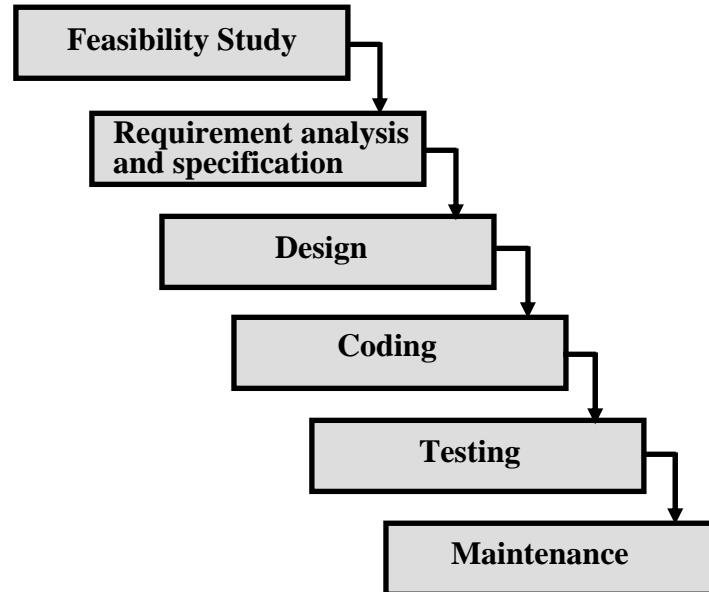 Feasibility Study
Requirement analysis
and specification
Design
Coding
Testing
Maintenance